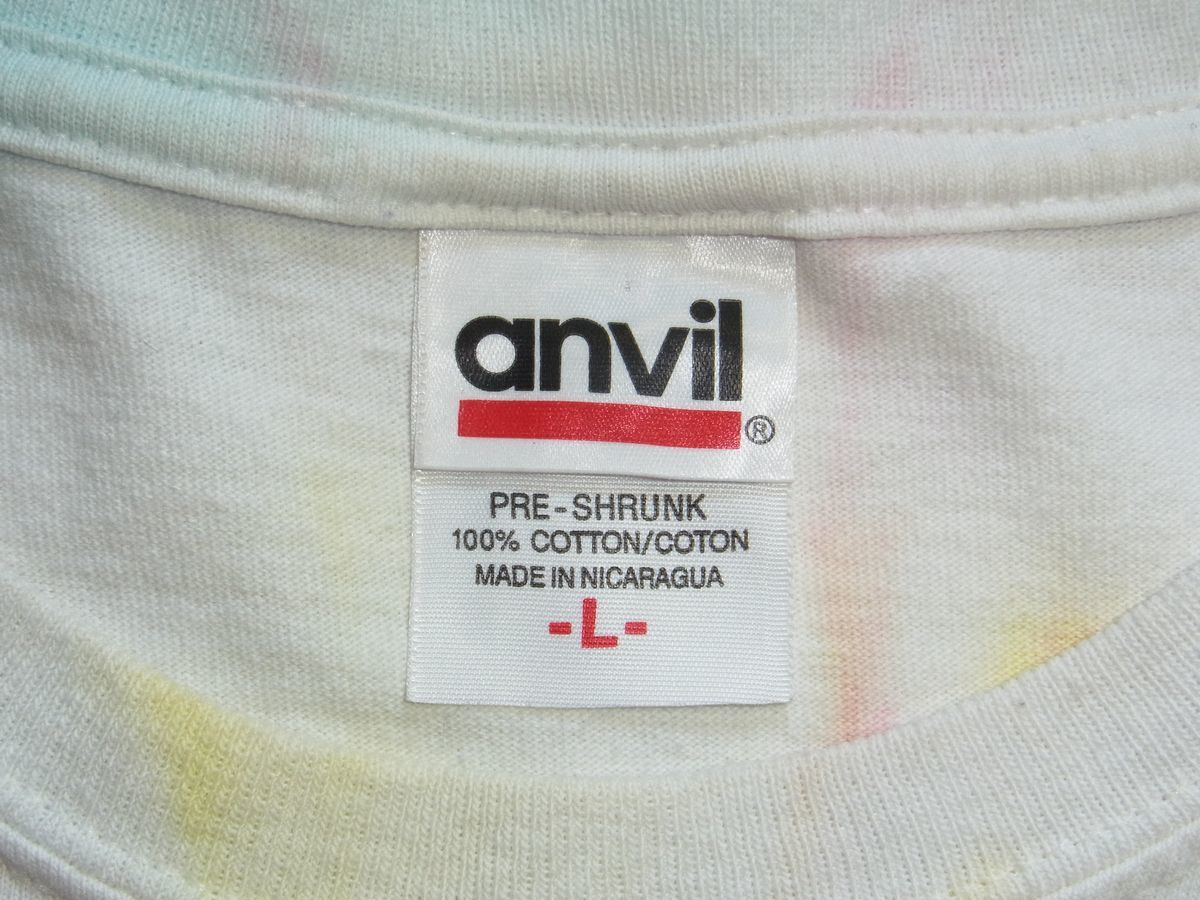 anvil
®
PRE-SHRUNK
100% COTTON/COTON
MADE IN NICARAGUA
-L-